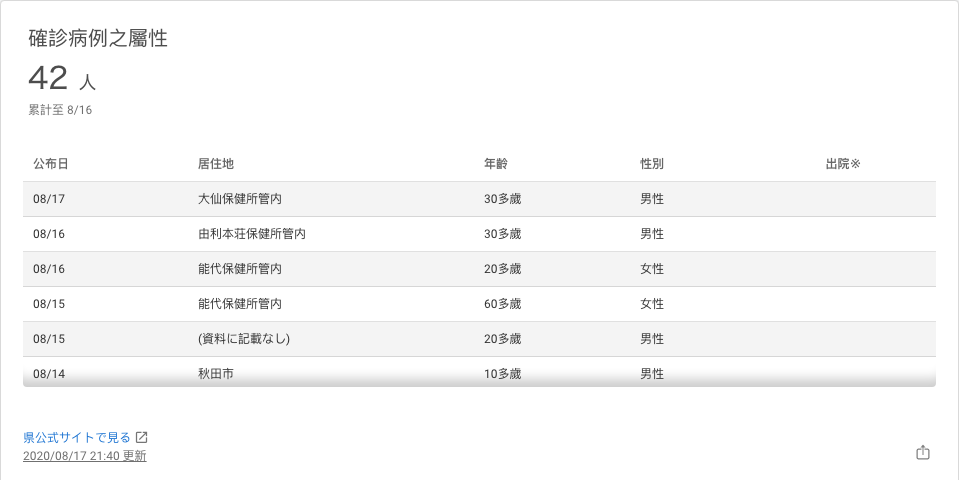 確診病例之屬性
42 人
累計至 8/16
公布日 居住地 年齡 性別 出院※
08/17 大仙保健所管内 30多歲 男性
08/16 由利本荘保健所管内 30多歲 男性
08/16 能代保健所管内 20多歲 女性
08/15 能代保健所管内 60多歲 女性
08/15 (資料に記載なし) 20多歲 男性
08/14 秋田市 10多歲 男性
県公式サイトで見る
2020/08/17 21:40 更新